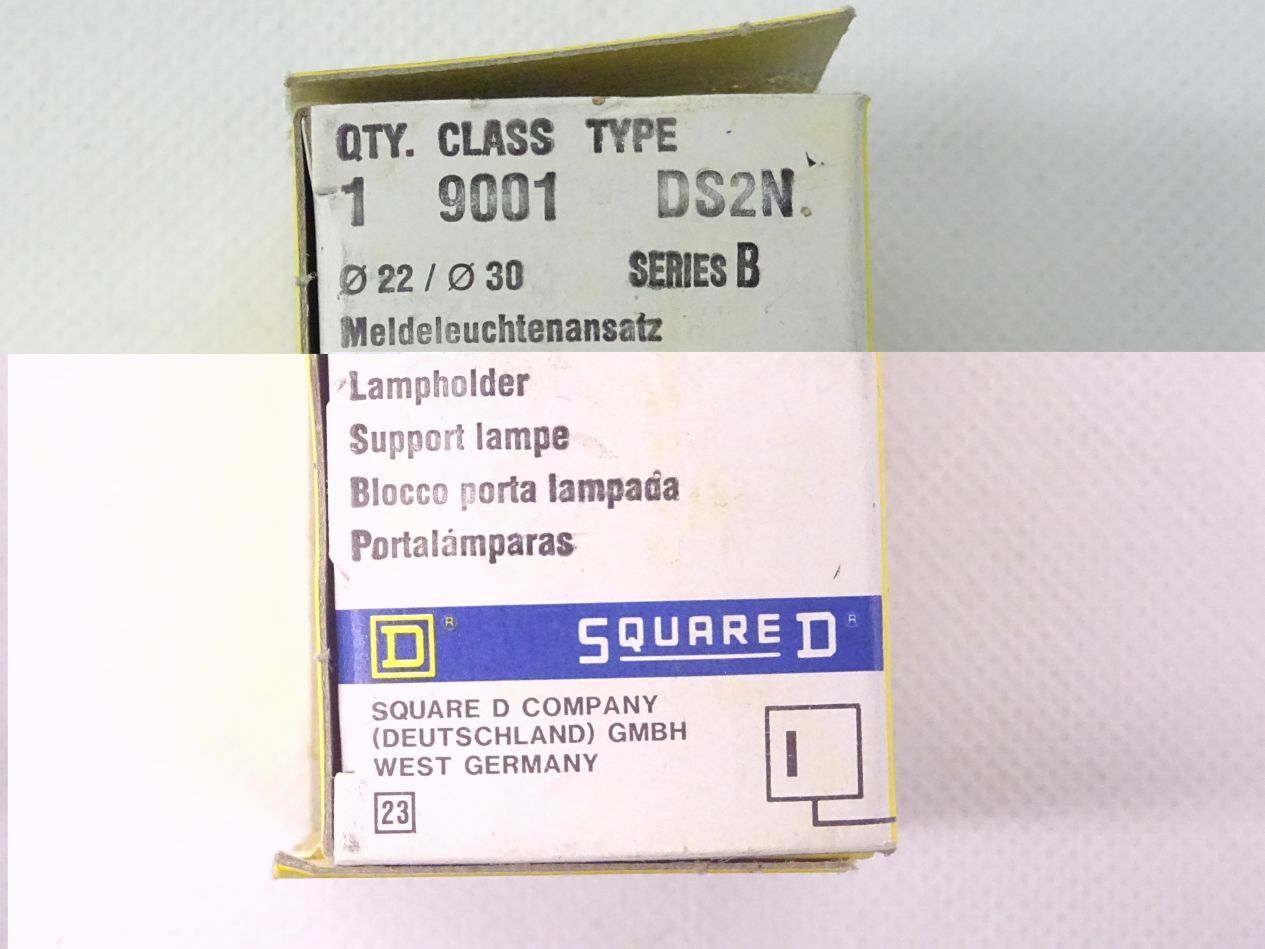 QTY. CLASS TYPE
1 9001 DS2N.
Ø 22 / Ø 30 SERIES B
Meldeleuchtenansatz
Lampholder
Support lampe
Blocco porta lampada
Portalámparas
D ® SQUARE D ®
SQUARE D COMPANY
(DEUTSCHLAND) GMBH
WEST GERMANY
23